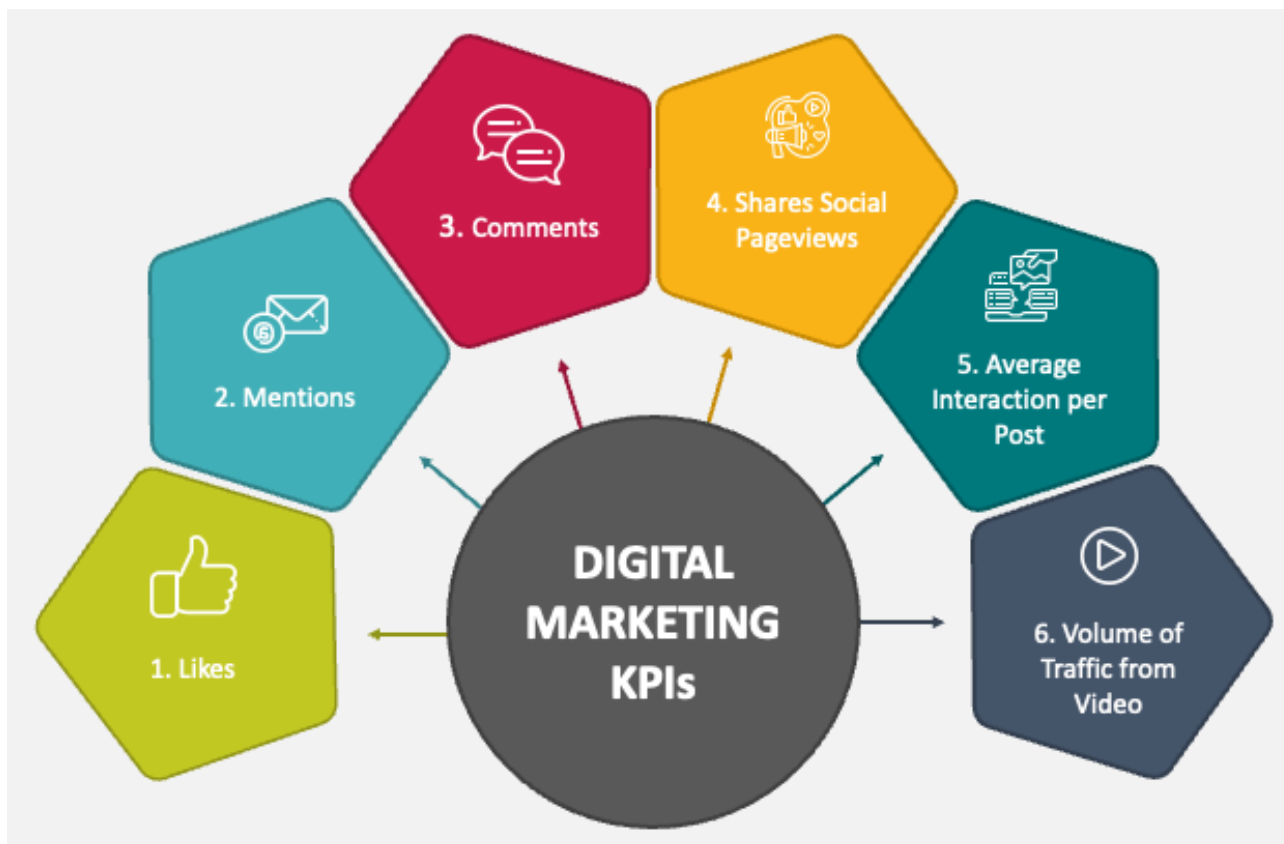 1. Likes
2. Mentions
3. Comments
4. Shares Social
Pageviews
5. Average
Interaction per
Post
6. Volume of
Traffic from
Video
DIGITAL
MARKETING
KPIs